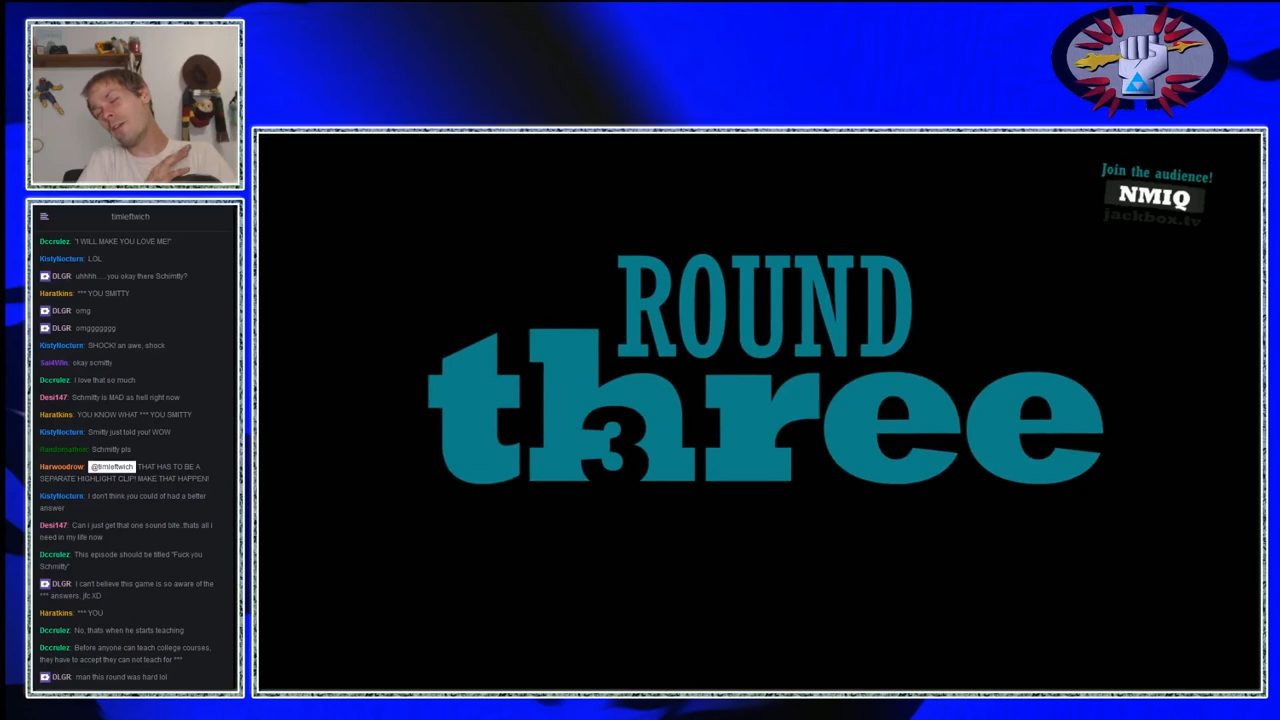 timleftwich
Dccrulez: "I WILL MAKE YOU LOVE ME!"
KistyNocturn: LOL
DLGR: uhhhh.....you okay there Schimtty?
Haratkins: *** YOU SMITTY
DLGR: omg
DLGR: omggggggg
KistyNocturn: SHOCK! an awe, shock
okay scmitty
Dccrulez: I love that so much
Desi147: Schmitty is MAD as hell right now
Haratkins: YOU KNOW WHAT *** YOU SMITTY
KistyNocturn: Smitty just told you! WOW
Schmitty pls
Harwoodrow: @timleftwich THAT HAS TO BE A
SEPARATE HIGHLIGHT CLIP! MAKE THAT HAPPEN!
KistyNocturn: I don't think you could of had a better
answer
Desi147: Can i just get that one sound bite..thats all i
need in my life now
Dccrulez: This episode should be titled "Fuck you
Schmitty"
DLGR: I can't believe this game is so aware of the
*** answers, jfc XD
Haratkins: *** YOU
Dccrulez: No, thats when he starts teaching
Dccrulez: Before anyone can teach college courses,
they have to accept they can not teach for ***
DLGR: man this round was hard lol
Join the audience!
NMIQ
jackbox.tv
ROUND
three
3